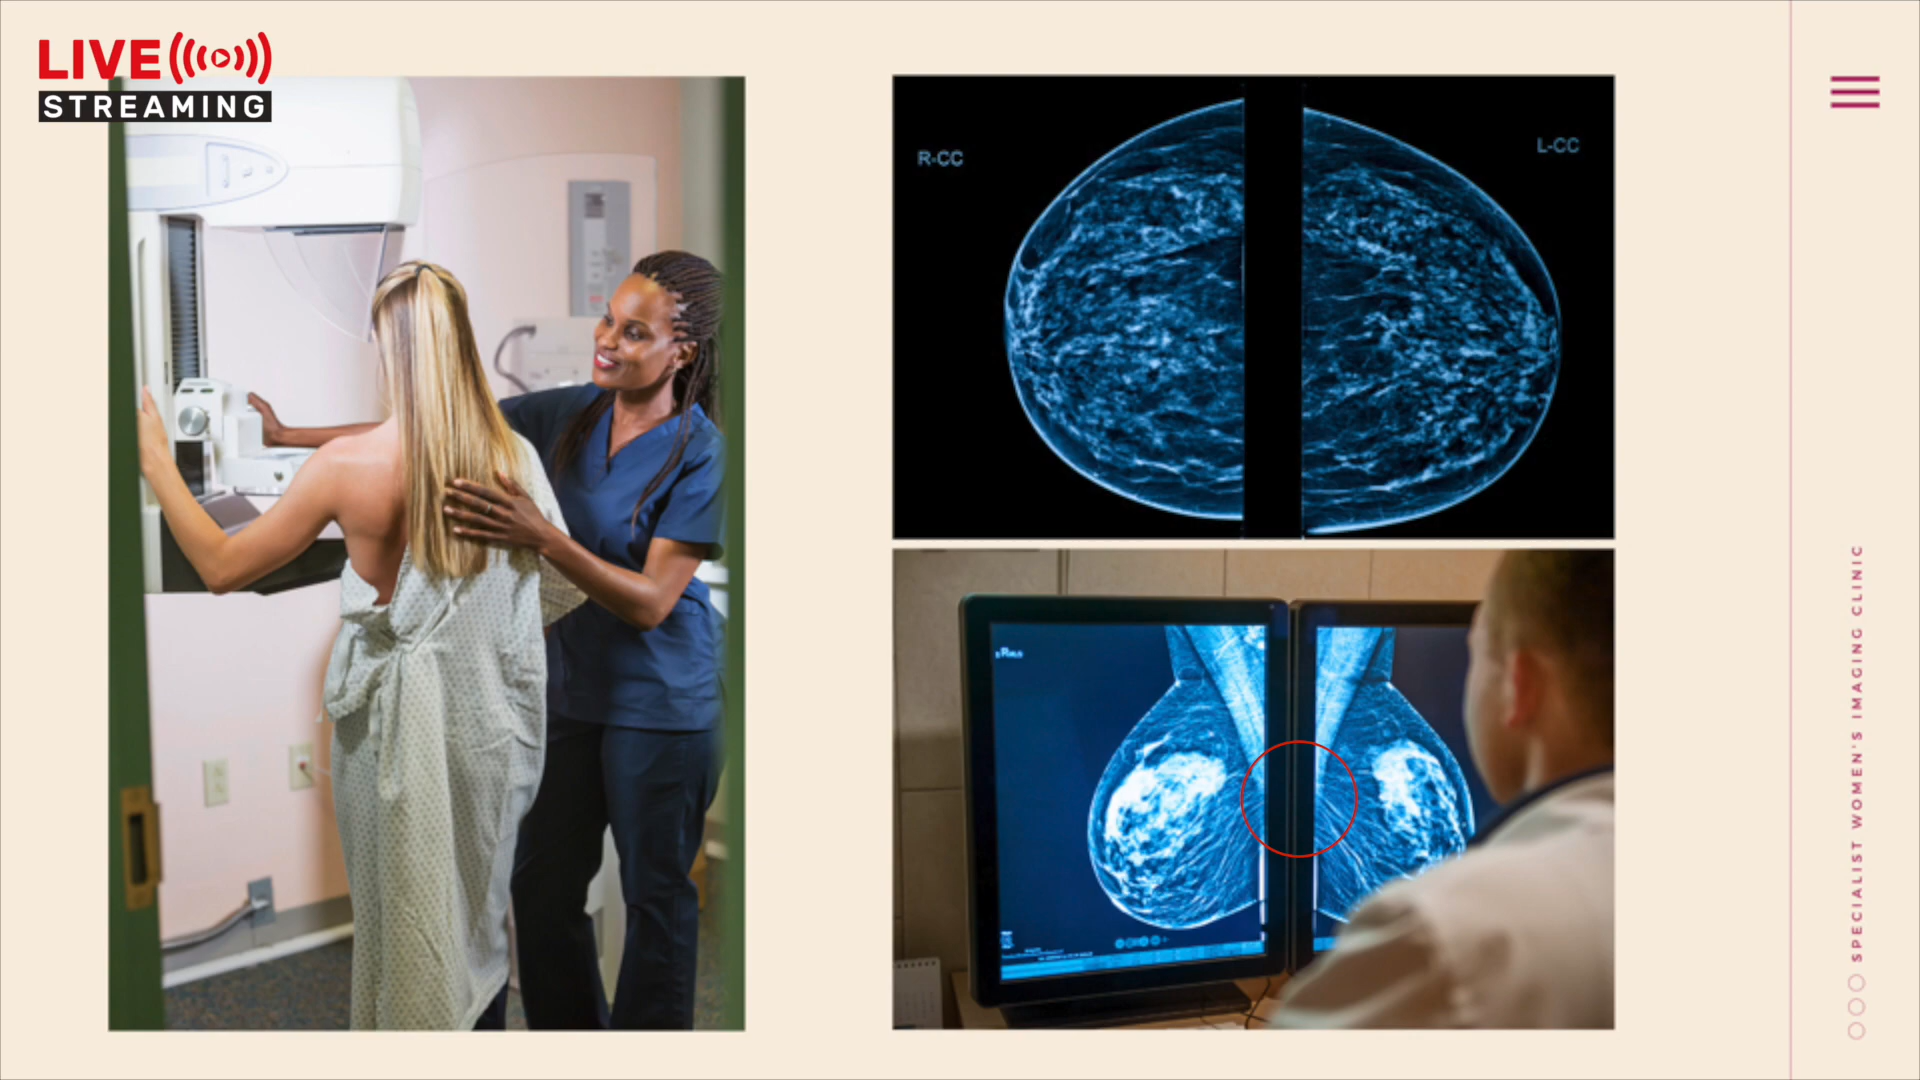 LIVE
STREAMING
R-CC
L-CC
SPECIALIST WOMEN'S IMAGING CLINIC